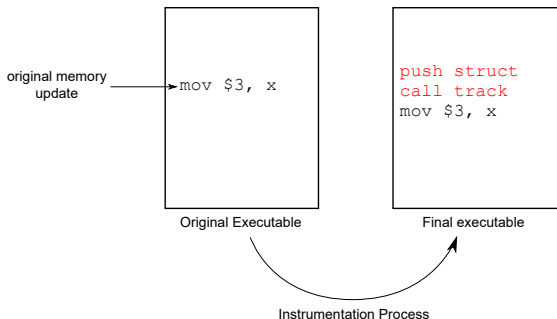 original memory
update
mov $3, x
Original Executable
push struct
call track
mov $3, x
Final executable
Instrumentation Process